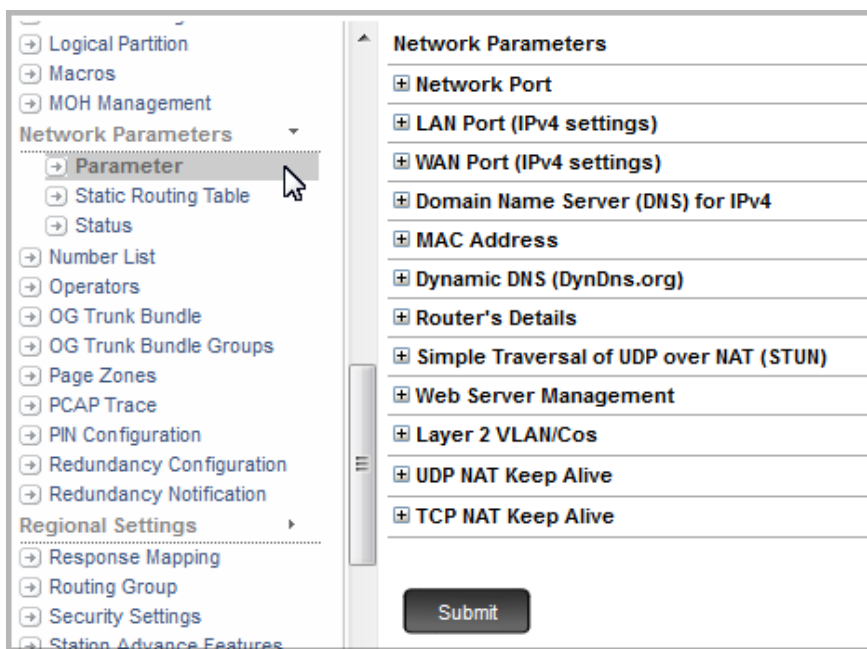 Logical Partition
Macros
MOH Management
Network Parameters
Parameter
Static Routing Table
Status
Number List
Operators
OG Trunk Bundle
OG Trunk Bundle Groups
Page Zones
PCAP Trace
PIN Configuration
Redundancy Configuration
Redundancy Notification
Regional Settings
Response Mapping
Routing Group
Security Settings
Station Advance Features
Network Parameters
Network Port
LAN Port (IPv4 settings)
WAN Port (IPv4 settings)
Domain Name Server (DNS) for IPv4
MAC Address
Dynamic DNS (DynDns.org)
Router's Details
Simple Traversal of UDP over NAT (STUN)
Web Server Management
Layer 2 VLAN/Cos
UDP NAT Keep Alive
TCP NAT Keep Alive
Submit